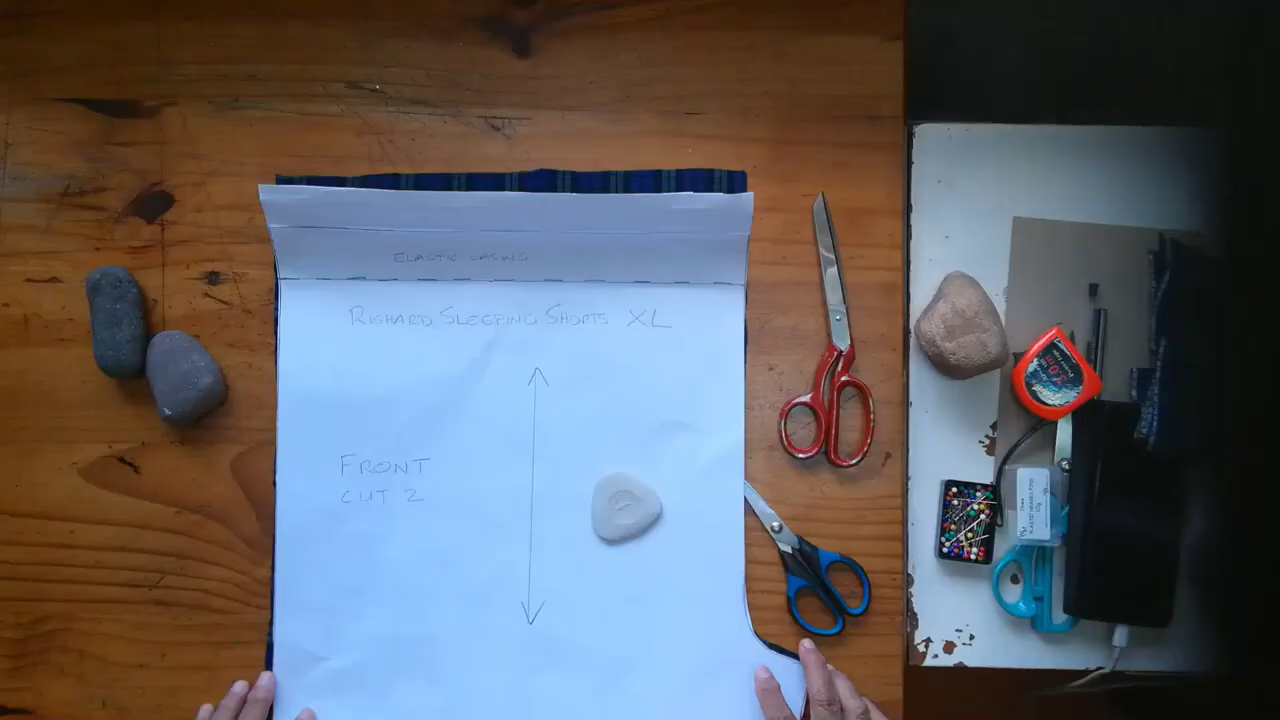 ELASTIC CASING
RISHARD SLEEPING SHORTS XL
FRONT
CUT 2